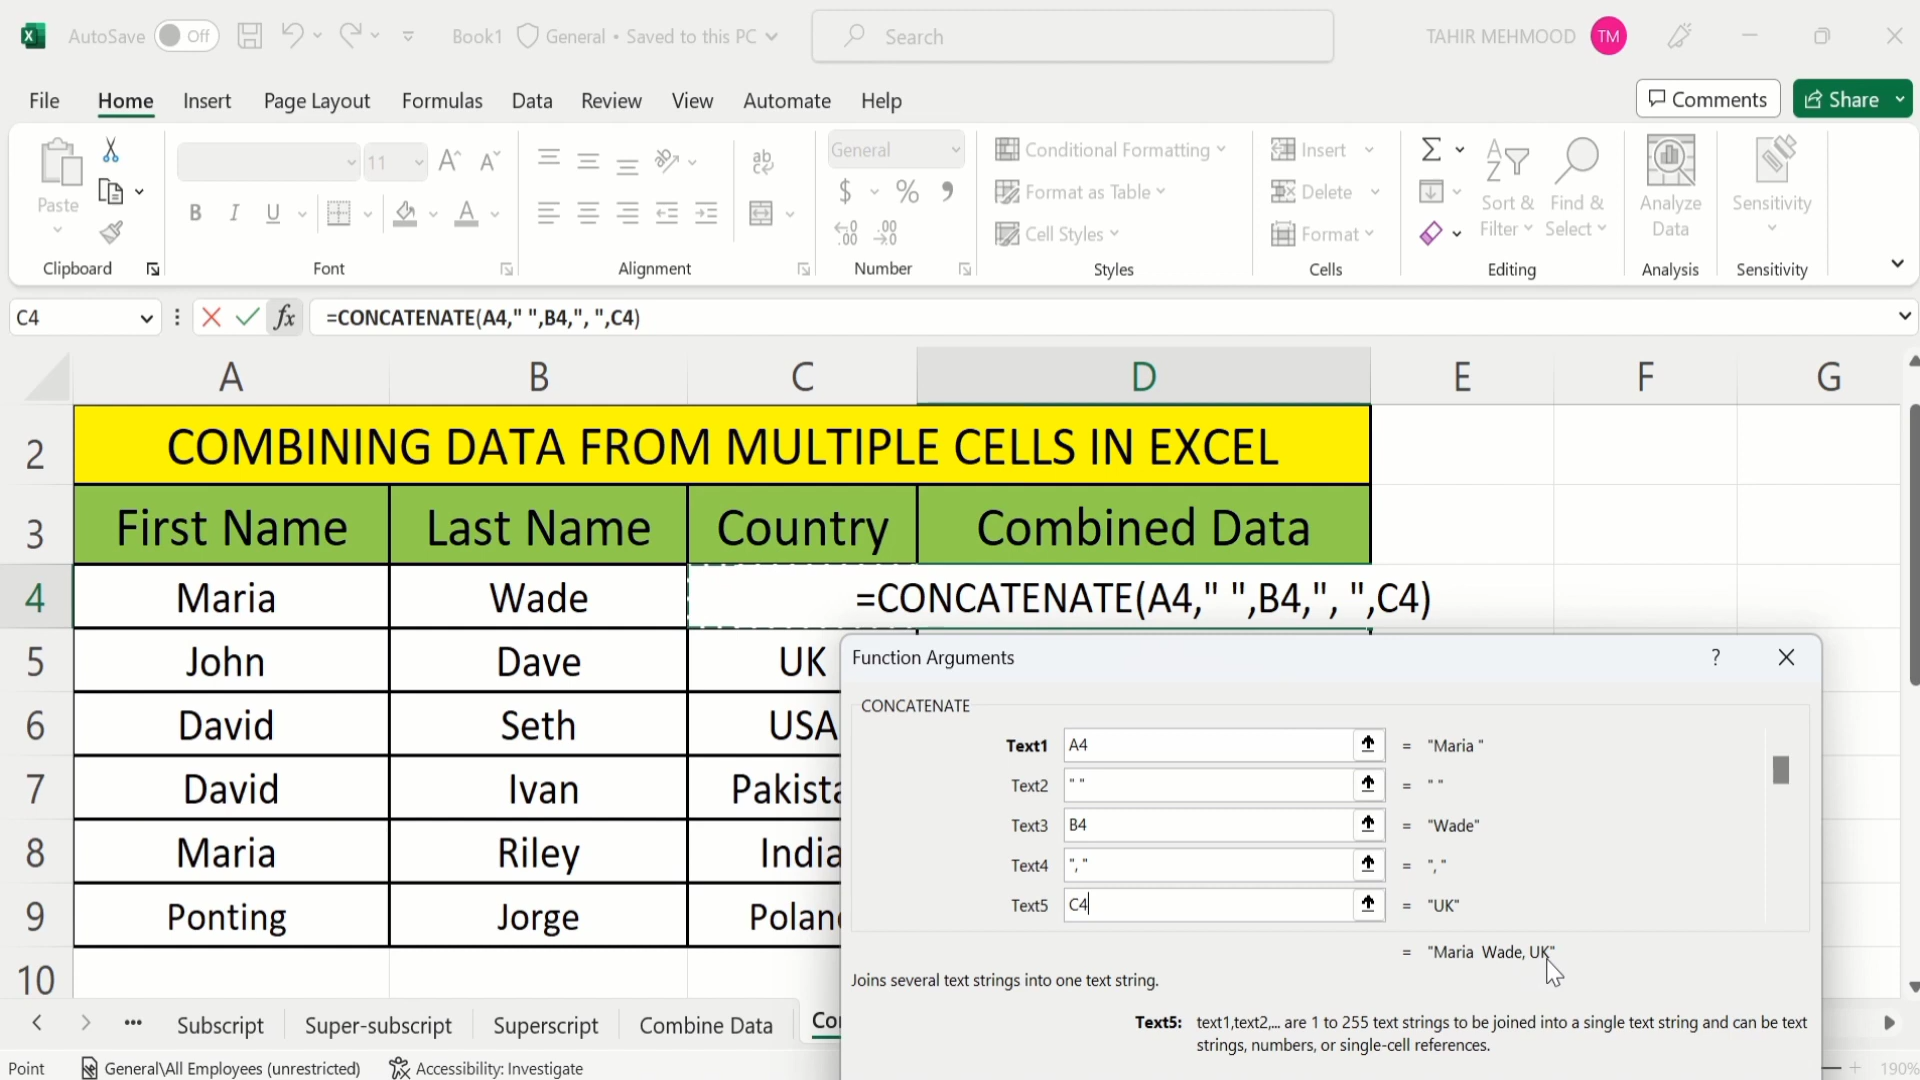 AutoSave Off Book1 General • Saved to this PC Search TAHIR MEHMOOD TM
File Home Insert Page Layout Formulas Data Review View Automate Help Comments Share
Paste 11 General Conditional Formatting Insert
B I U $ % Format as Table Delete Sort & Filter Find & Select Analyze Data Sensitivity
Cell Styles Format
Clipboard Font Alignment Number Styles Cells Editing Analysis Sensitivity
C4 fx =CONCATENATE(A4," ",B4,", ",C4)
A B C D E F G
2 COMBINING DATA FROM MULTIPLE CELLS IN EXCEL
3 First Name Last Name Country Combined Data
4 Maria Wade =CONCATENATE(A4," ",B4,", ",C4)
5 John Dave UK
6 David Seth USA
7 David Ivan Pakista
8 Maria Riley India
9 Ponting Jorge Polan
10
Function Arguments ?
CONCATENATE
Text1 A4 = "Maria "
Text2 " " = " "
Text3 B4 = "Wade"
Text4 ", " = ", "
Text5 C4 = "UK"
= "Maria  Wade, UK"
Joins several text strings into one text string.
Text5: text1,text2,... are 1 to 255 text strings to be joined into a single text string and can be text
strings, numbers, or single-cell references.
Subscript Super-subscript Superscript Combine Data
Point General\All Employees (unrestricted) Accessibility: Investigate 190%